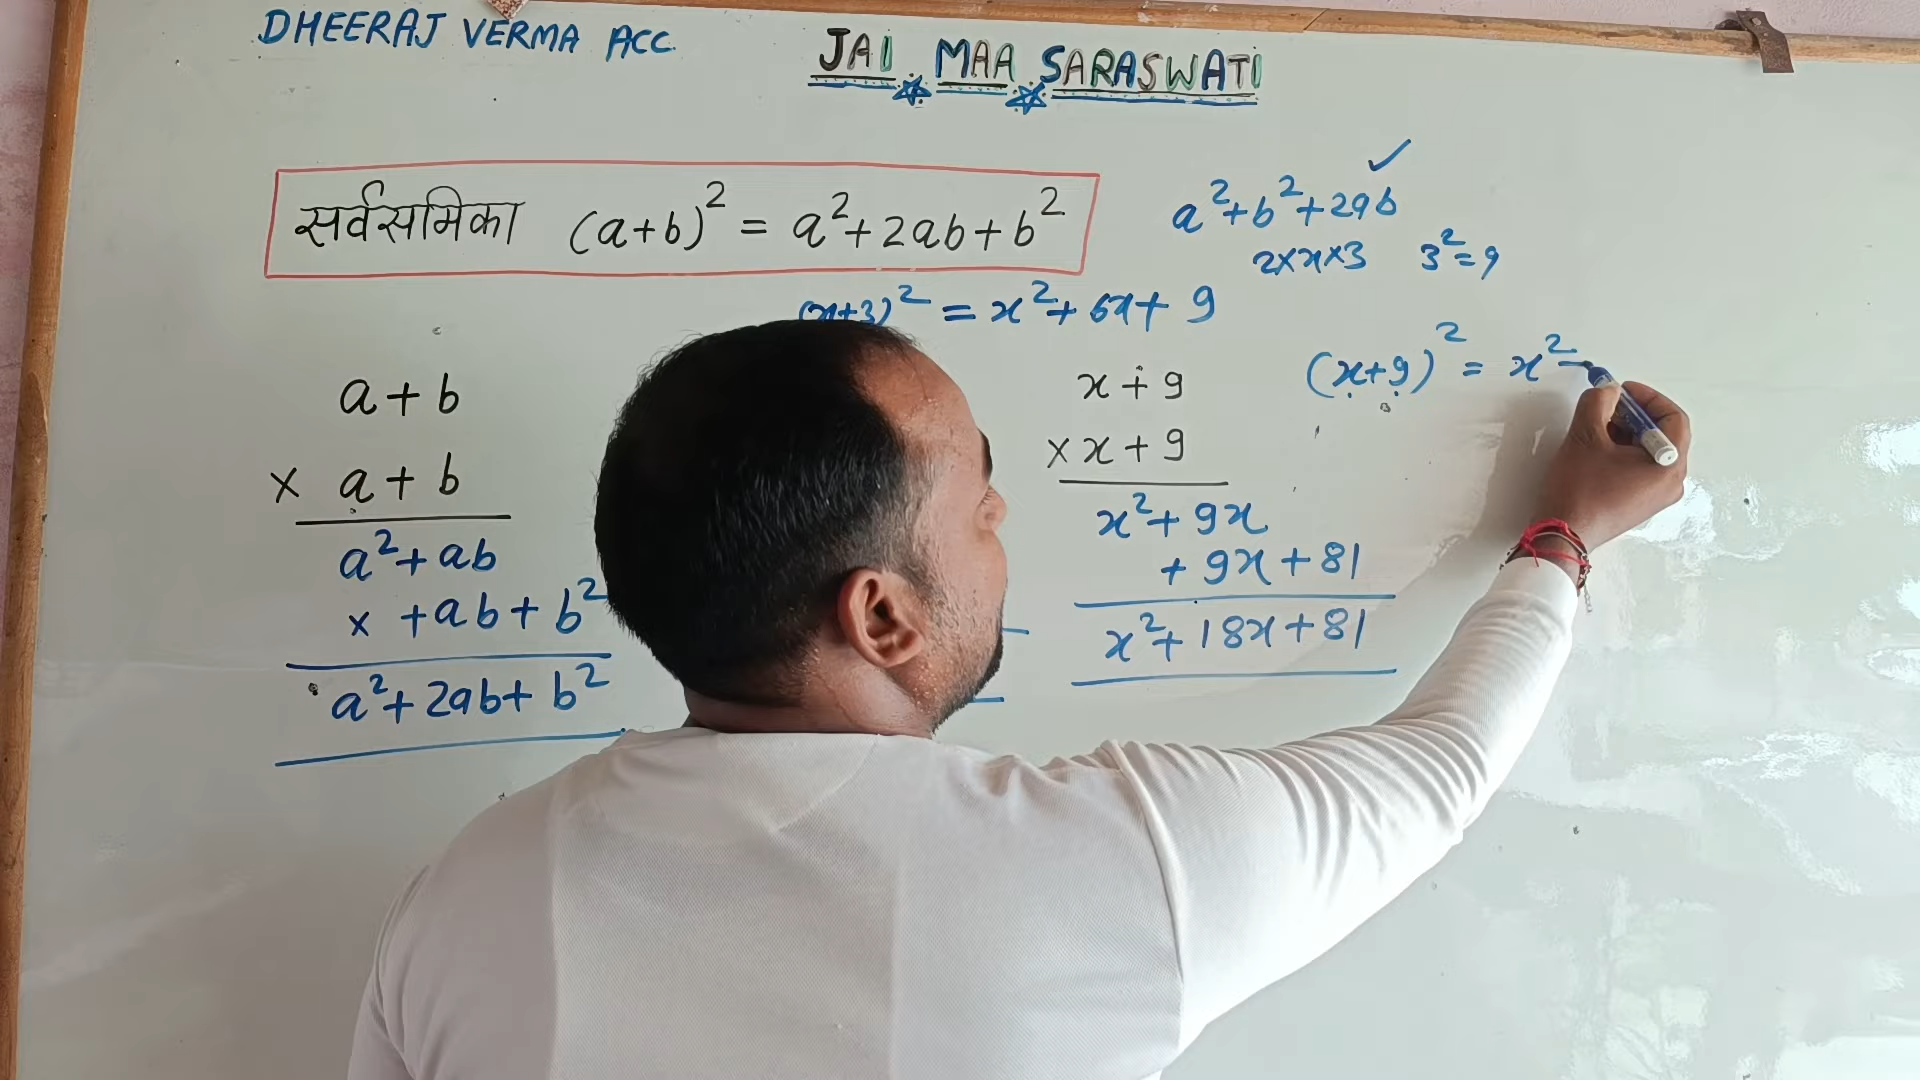 DHEERAJ VERMA ACC.
JAI MAA SARASWATI
सर्वसमिका (a+b)² = a²+2ab+b²
a²+b²+2ab
2×x×3 3²=9
(x+3)² = x²+6x+9
a+b
× a+b
a²+ab
× +ab+b²
a²+2ab+b²
x+9
× x+9
x²+9x
+9x+81
x²+18x+81
(x+9)² = x²